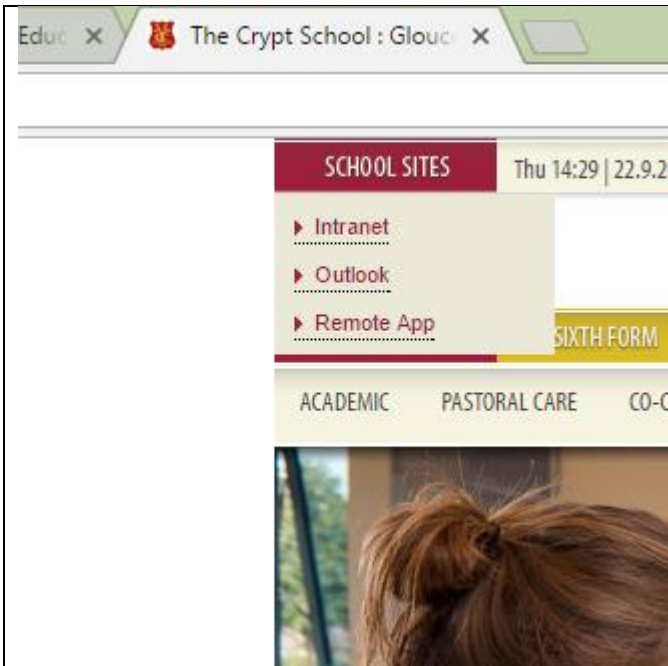 Educ The Crypt School : Glouc
SCHOOL SITES Thu 14:29 | 22.9.2
Intranet
Outlook
Remote App
SIXTH FORM
ACADEMIC PASTORAL CARE CO-C